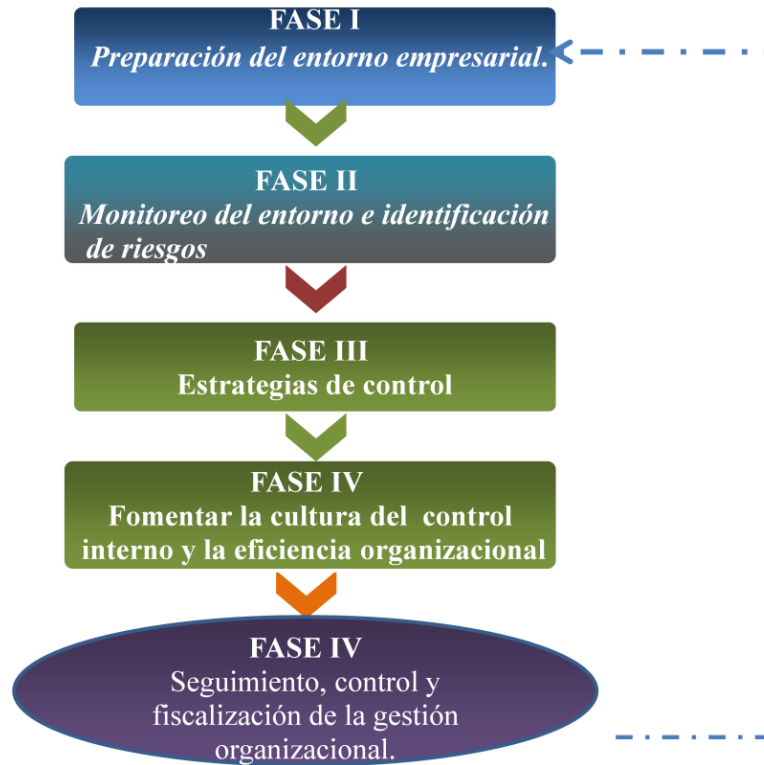 FASE I
Preparación del entorno empresarial.
FASE II
Monitoreo del entorno e identificación
de riesgos
FASE III
Estrategias de control
FASE IV
Fomentar la cultura del control
interno y la eficiencia organizacional
FASE IV
Seguimiento, control y
fiscalización de la gestión
organizacional.